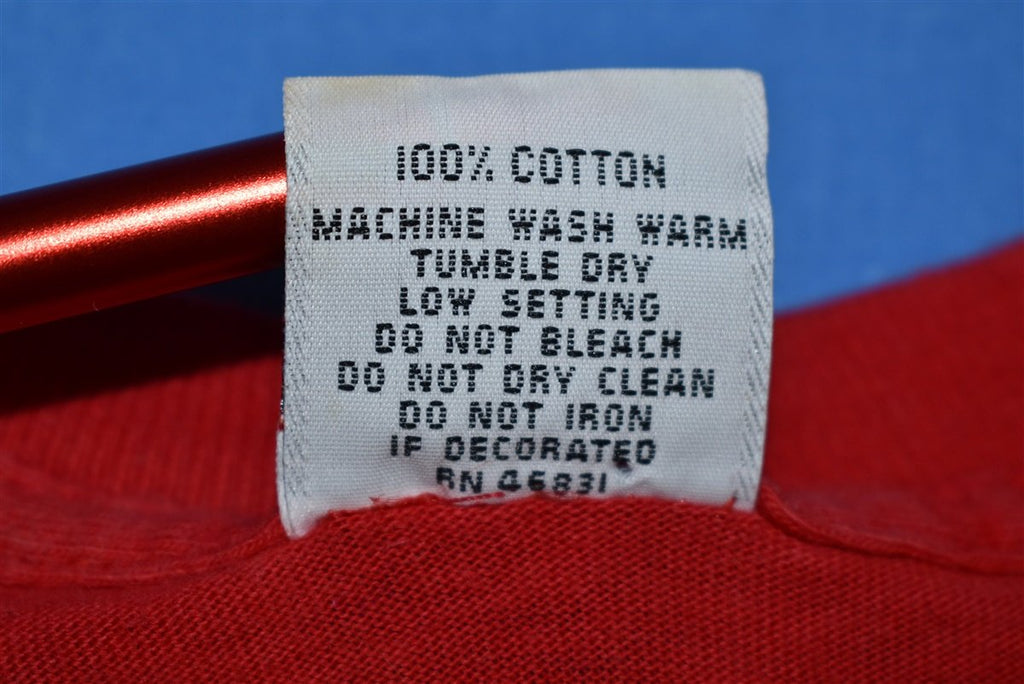 100% COTTON
MACHINE WASH WARM
TUMBLE DRY
LOW SETTING
DO NOT BLEACH
DO NOT DRY CLEAN
DO NOT IRON
IF DECORATED
RN 46831